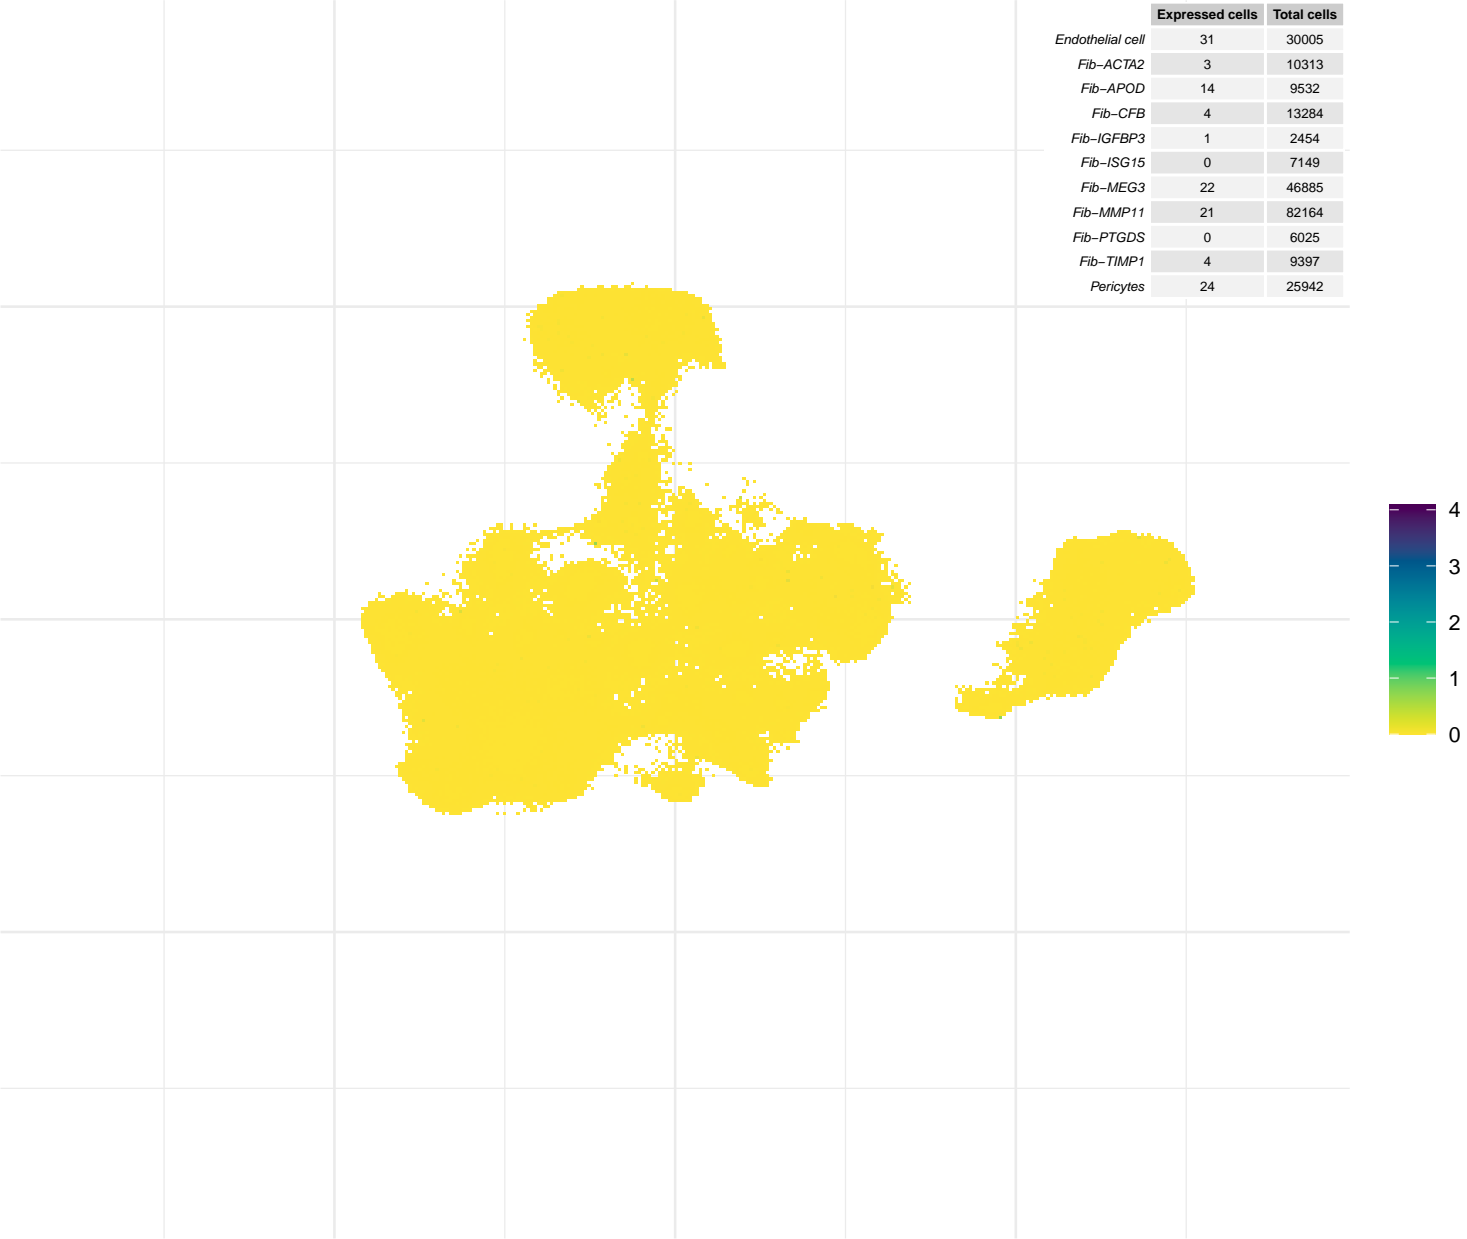 Expressed cells Total cells
Endothelial cell 31 30005
Fib−ACTA2 3 10313
Fib−APOD 14 9532
Fib−CFB 4 13284
Fib−IGFBP3 1 2454
Fib−ISG15 0 7149
Fib−MEG3 22 46885
Fib−MMP11 21 82164
Fib−PTGDS 0 6025
Fib−TIMP1 4 9397
Pericytes 24 25942
4
3
2
1
0